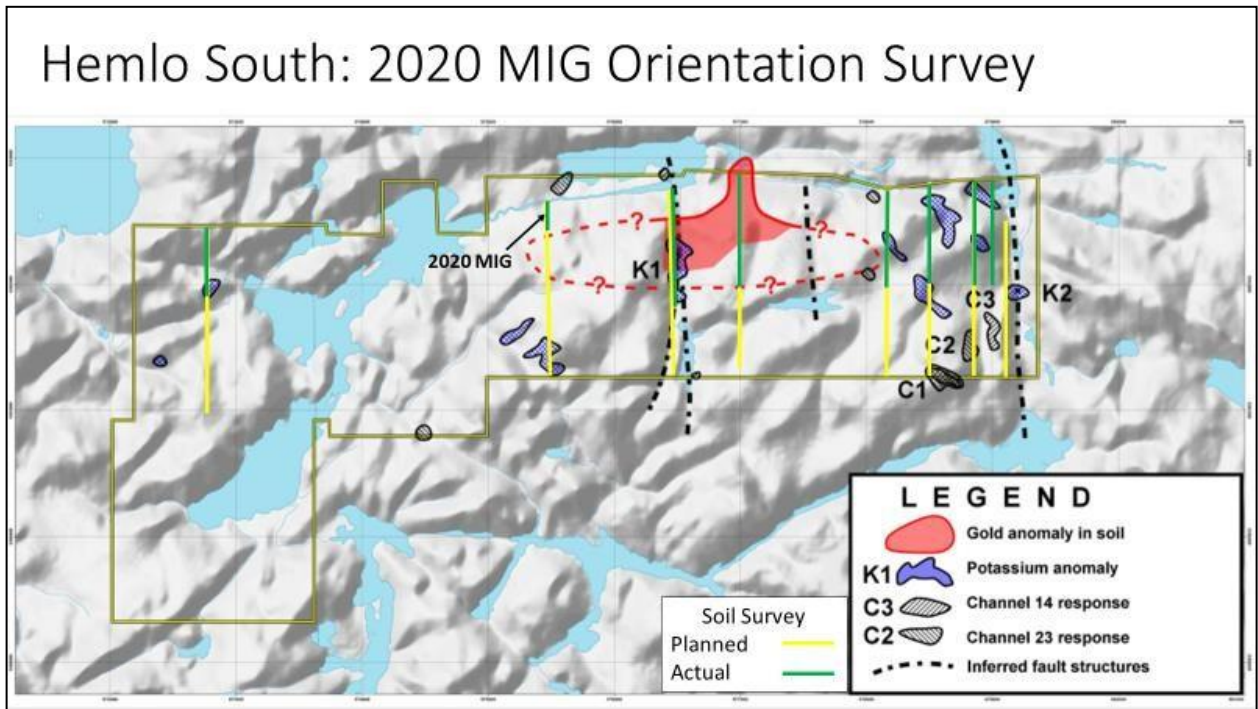 Hemlo South: 2020 MIG Orientation Survey
?
?
2020 MIG
K1
?
?
C3
K2
C2
C1
L E G E N D
Gold anomaly in soil
K1 Potassium anomaly
C3 Channel 14 response
C2 Channel 23 response
Inferred fault structures
Soil Survey
Planned
Actual